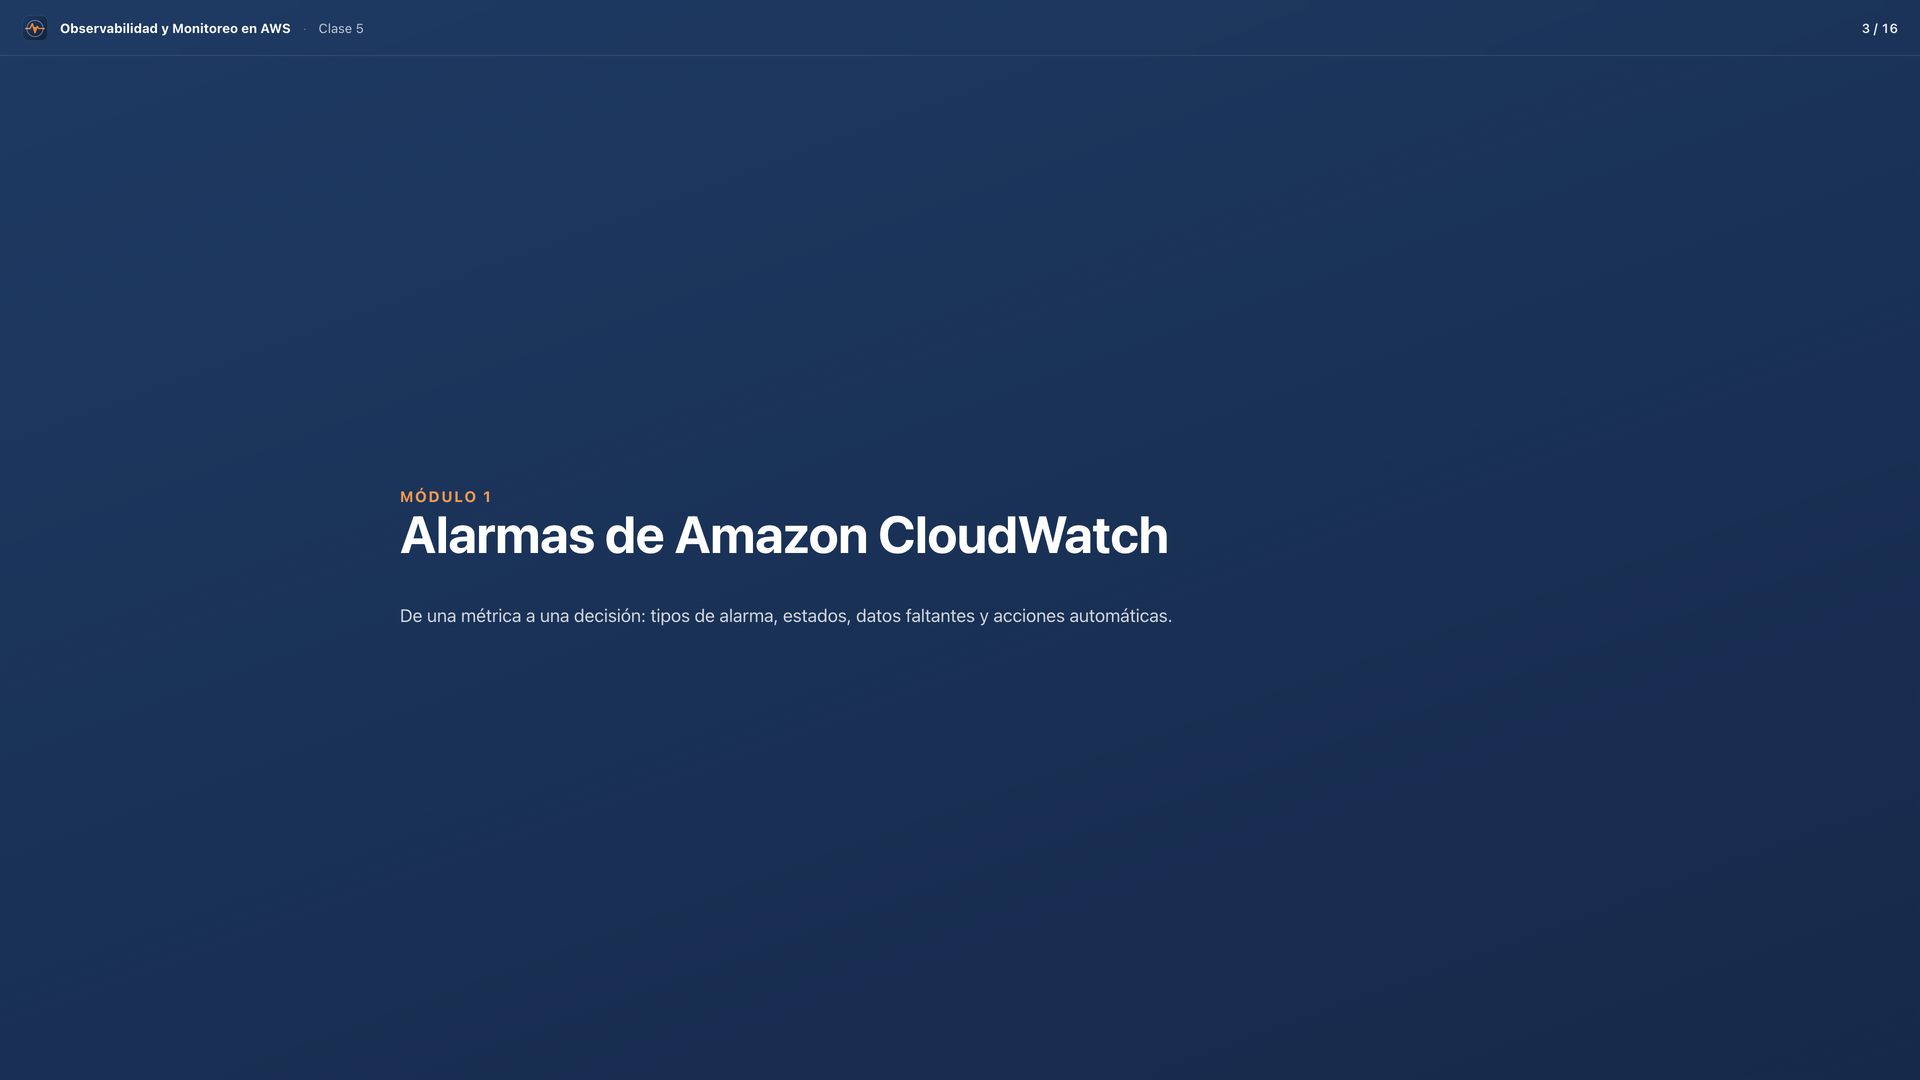 Observabilidad y Monitoreo en AWS · Clase 5
3 / 16
MÓDULO 1
Alarmas de Amazon CloudWatch
De una métrica a una decisión: tipos de alarma, estados, datos faltantes y acciones automáticas.